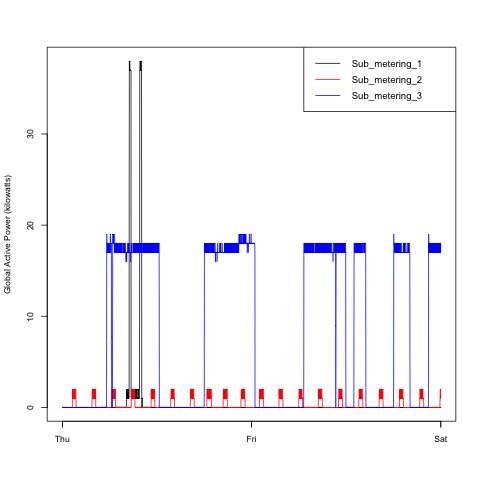 Sub_metering_1
Sub_metering_2
Sub_metering_3
Global Active Power (kilowatts)
30
20
10
0
Thu
Fri
Sat